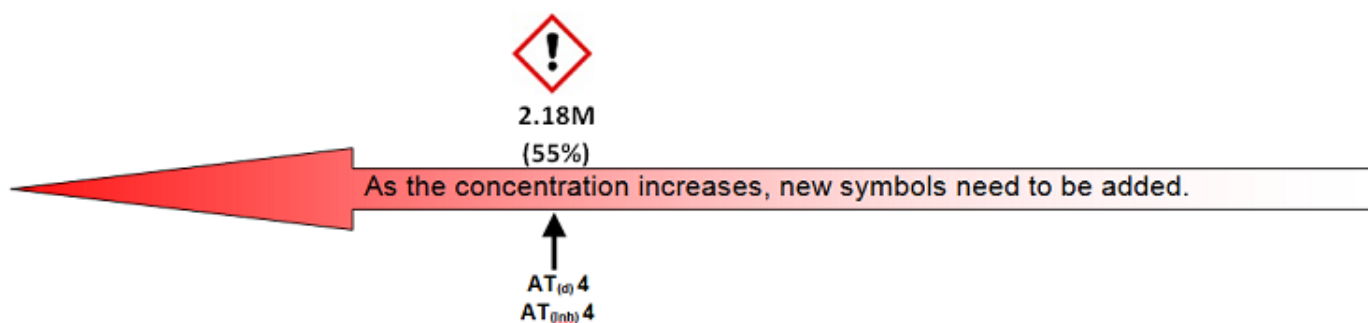 2.18M
(55%)
As the concentration increases, new symbols need to be added.
AT(d) 4
AT(Inh) 4